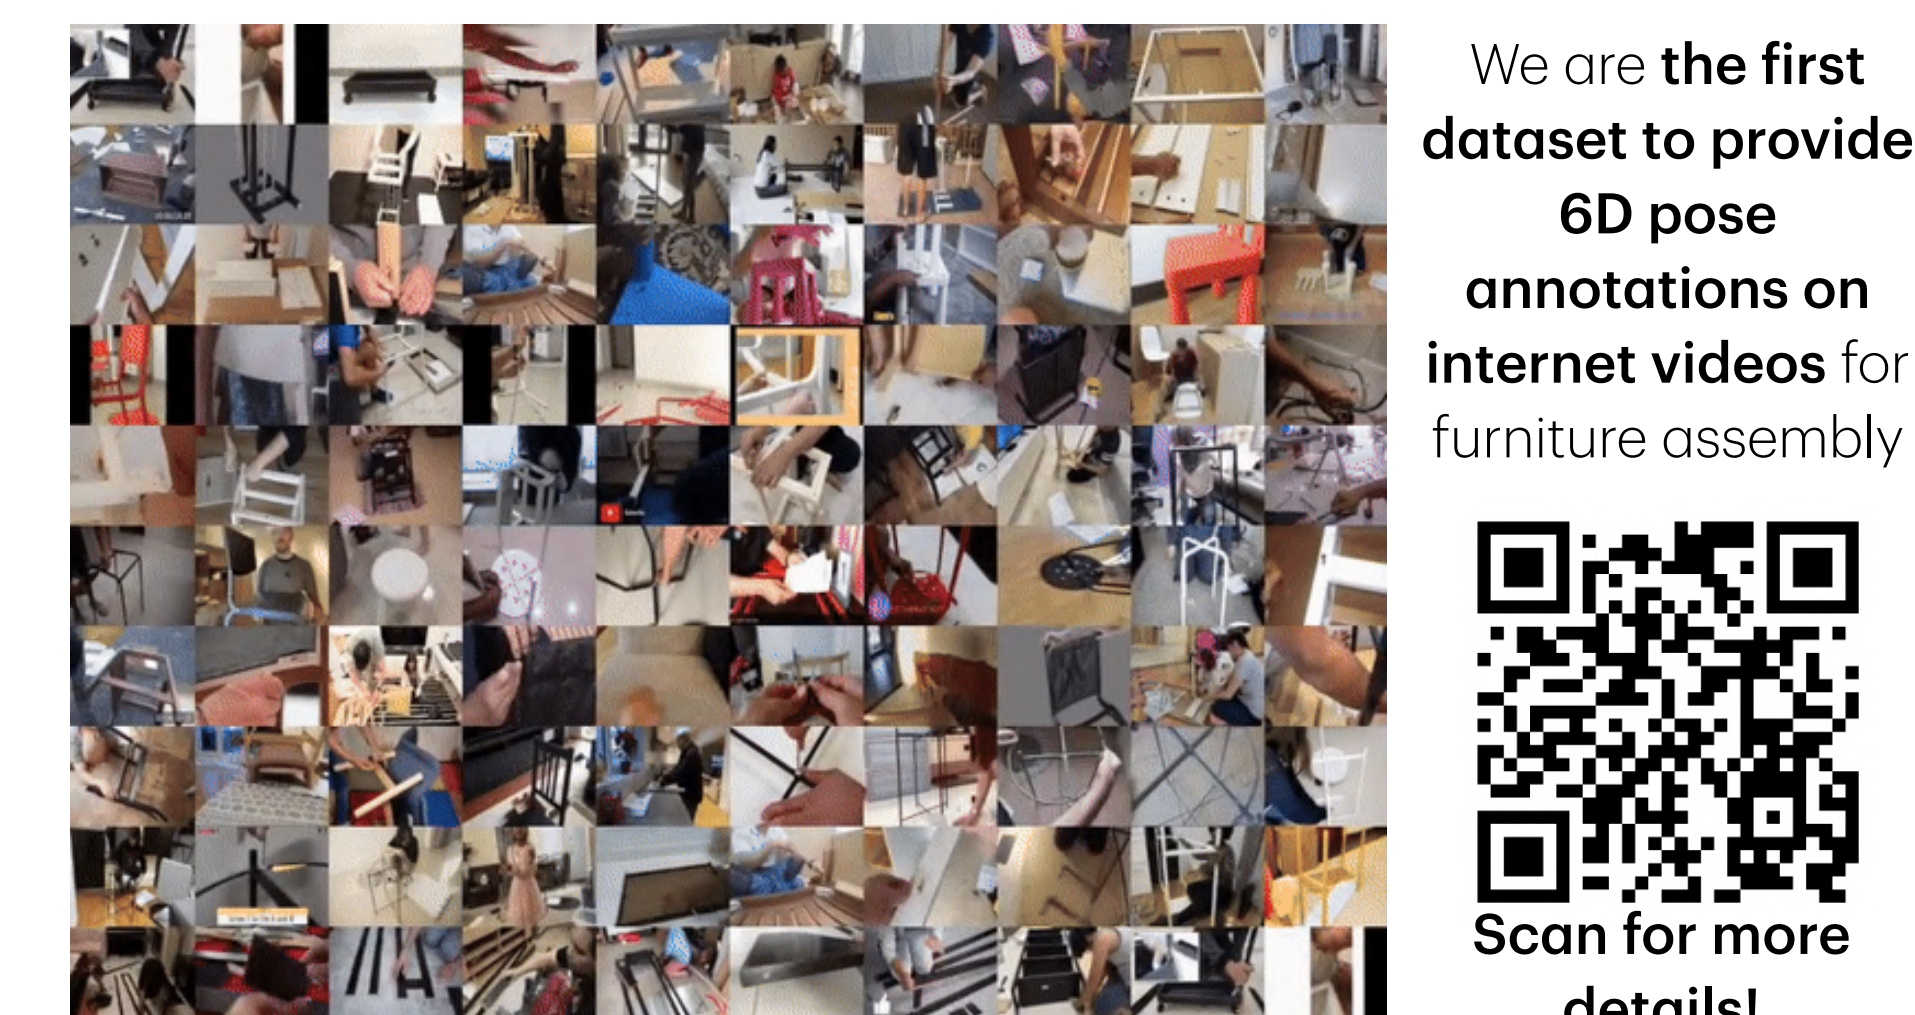 We are the first
dataset to provide
6D pose
annotations on
internet videos for
furniture assembly
Scan for more
details!